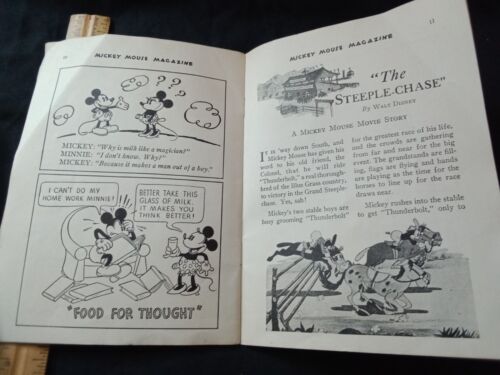 10
MICKEY MOUSE MAGAZINE
? ? ?
MICKEY: "Why is milk like a magician?"
MINNIE: "I don't know. Why?"
MICKEY: "Because it makes a man out of a boy."
I CAN'T DO MY
HOME WORK MINNIE!
BETTER TAKE THIS
GLASS OF MILK.
IT MAKES YOU
THINK BETTER!
"FOOD FOR THOUGHT"
11
MICKEY MOUSE MAGAZINE
"The
STEEPLE-CHASE"
By WALT DISNEY
A MICKEY MOUSE MOVIE STORY
IT is 'way down South, and
Mickey Mouse has given his
word to his old friend, the
Colonel, that he will ride
"Thunderbolt," a real thorough-
bred of the Blue Grass country,
to victory in the Grand Steeple-
chase. Yes, sah!
Mickey's two stable boys are
busy grooming "Thunderbolt"
for the greatest race of his life,
and the crowds are gathering
from far and near for the big
event. The grandstands are fill-
ing, flags are flying and bands
are playing as the time for the
horses to line up for the race
draws near.
Mickey rushes into the stable
to get "Thunderbolt," only to